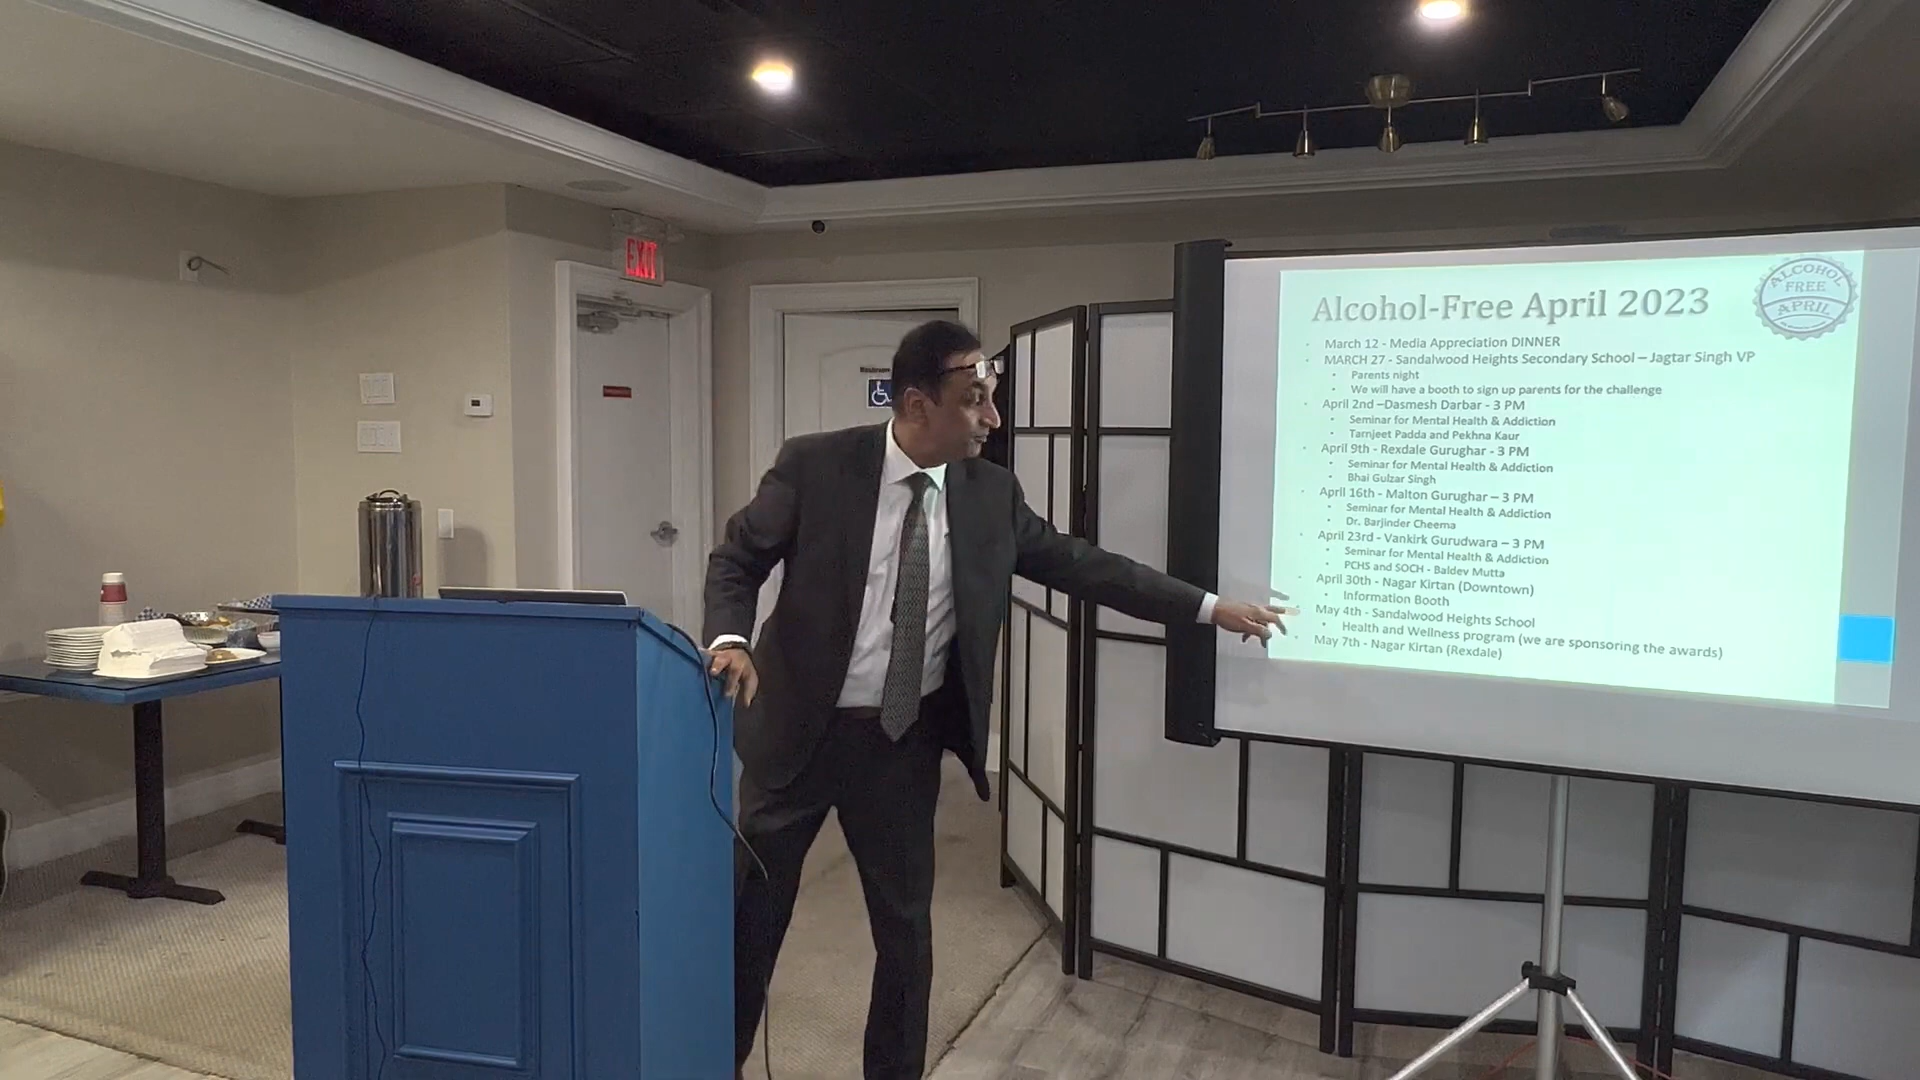 EXIT
Restroom
Alcohol-Free April 2023
ALCOHOL
FREE
APRIL
March 12 - Media Appreciation DINNER
MARCH 27 - Sandalwood Heights Secondary School – Jagtar Singh VP
Parents night
We will have a booth to sign up parents for the challenge
April 2nd –Dasmesh Darbar - 3 PM
Seminar for Mental Health & Addiction
Tarnjeet Padda and Pekhna Kaur
April 9th - Rexdale Gurughar - 3 PM
Seminar for Mental Health & Addiction
Bhai Gulzar Singh
April 16th - Malton Gurughar – 3 PM
Seminar for Mental Health & Addiction
Dr. Barjinder Cheema
April 23rd - Vankirk Gurudwara – 3 PM
Seminar for Mental Health & Addiction
PCHS and SOCH - Baldev Mutta
April 30th - Nagar Kirtan (Downtown)
Information Booth
May 4th - Sandalwood Heights School
Health and Wellness program (we are sponsoring the awards)
May 7th - Nagar Kirtan (Rexdale)